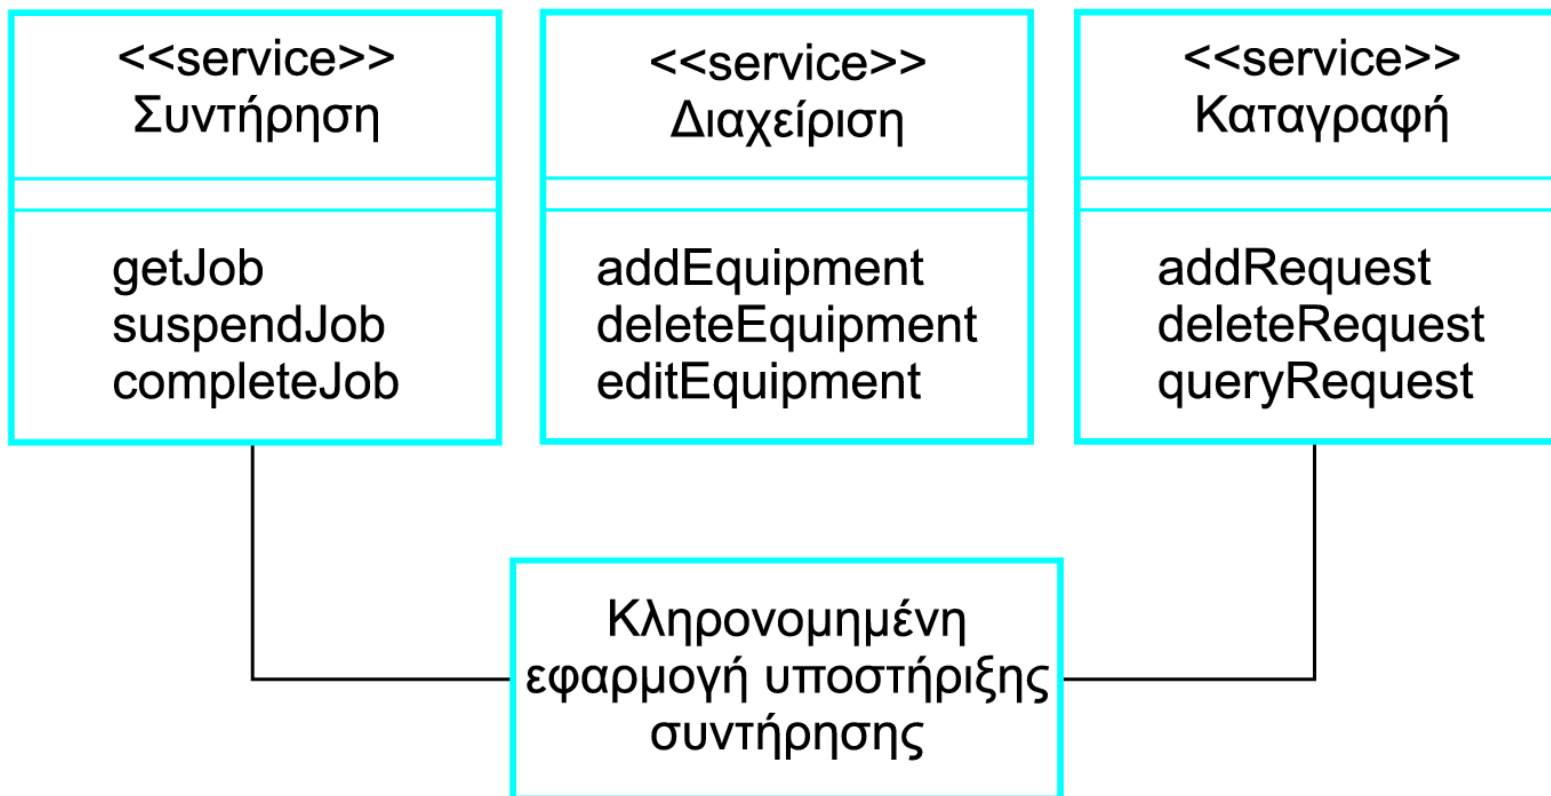 <<service>>
Συντήρηση
getJob
suspendJob
completeJob
<<service>>
Διαχείριση
addEquipment
deleteEquipment
editEquipment
<<service>>
Καταγραφή
addRequest
deleteRequest
queryRequest
Κληρονομημένη
εφαρμογή υποστήριξης
συντήρησης